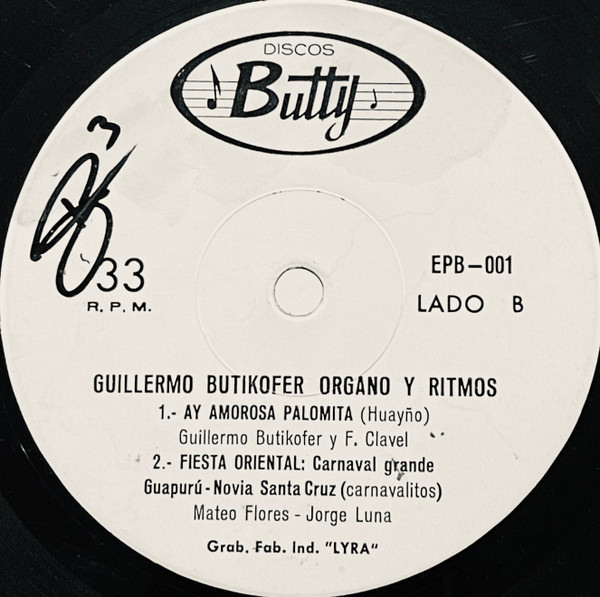 DISCOS
Butty
3
33
R. P. M.
EPB-001
LADO B
GUILLERMO BUTIKOFER ORGANO Y RITMOS
1.- AY AMOROSA PALOMITA (Huayño)
Guillermo Butikofer y F. Clavel
2.- FIESTA ORIENTAL: Carnaval grande
Guapurú-Novia Santa Cruz (carnavalitos)
Mateo Flores - Jorge Luna
Grab. Fab. Ind. "LYRA"